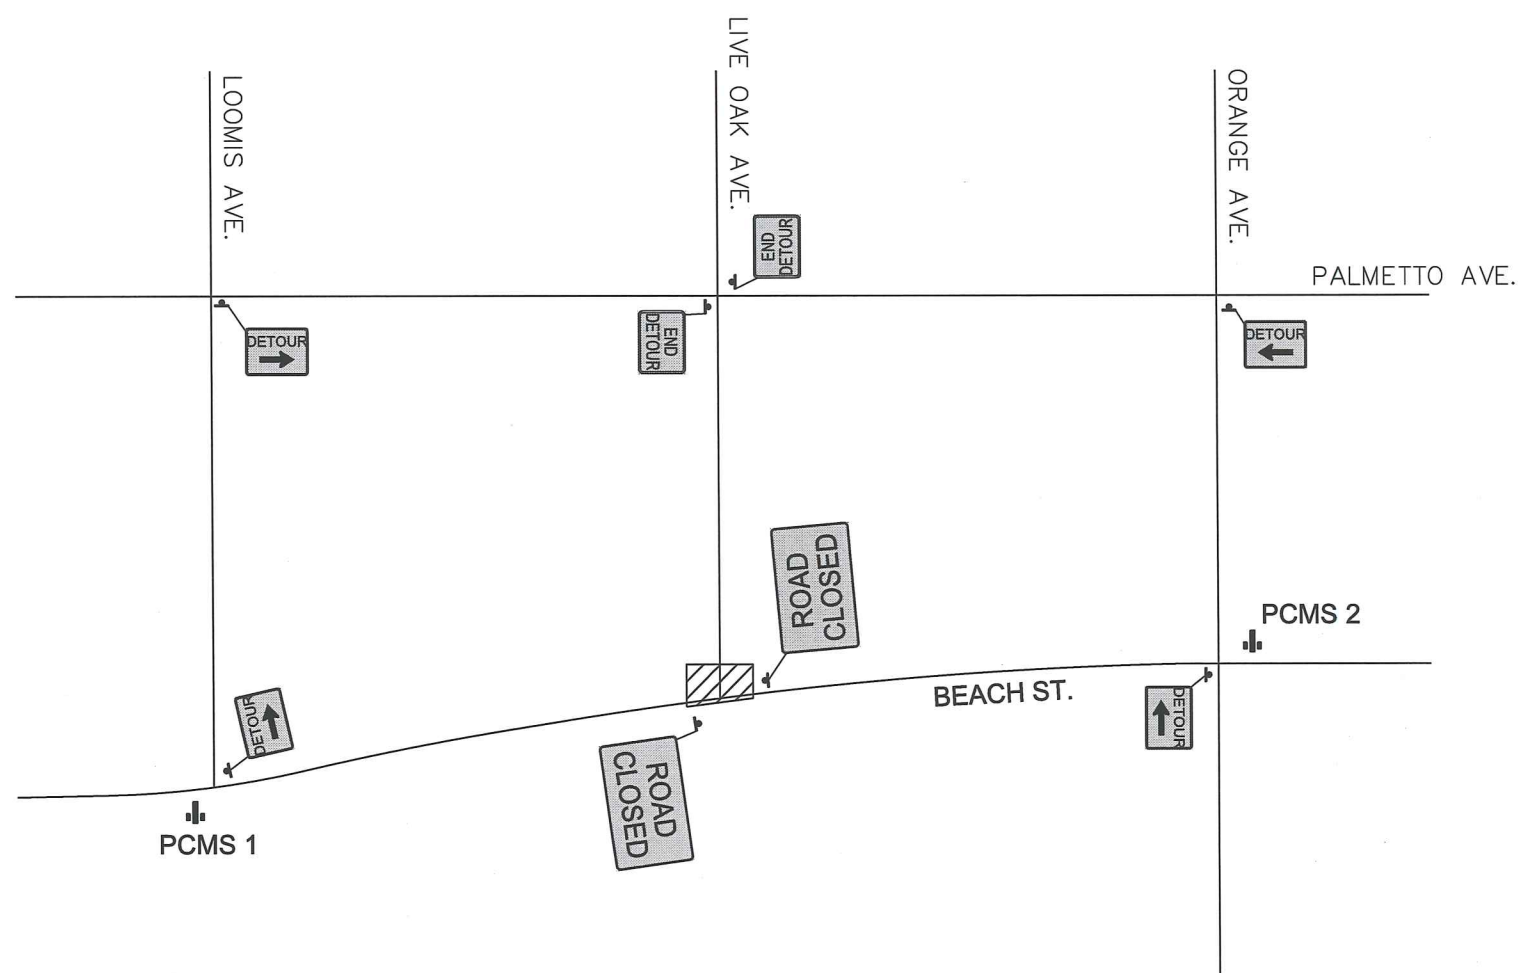 LOOMIS AVE.
LIVE OAK AVE.
ORANGE AVE.
END
DETOUR
PALMETTO AVE.
DETOUR
END
DETOUR
DETOUR
ROAD
CLOSED
PCMS 2
BEACH ST.
DETOUR
DETOUR
ROAD
CLOSED
PCMS 1